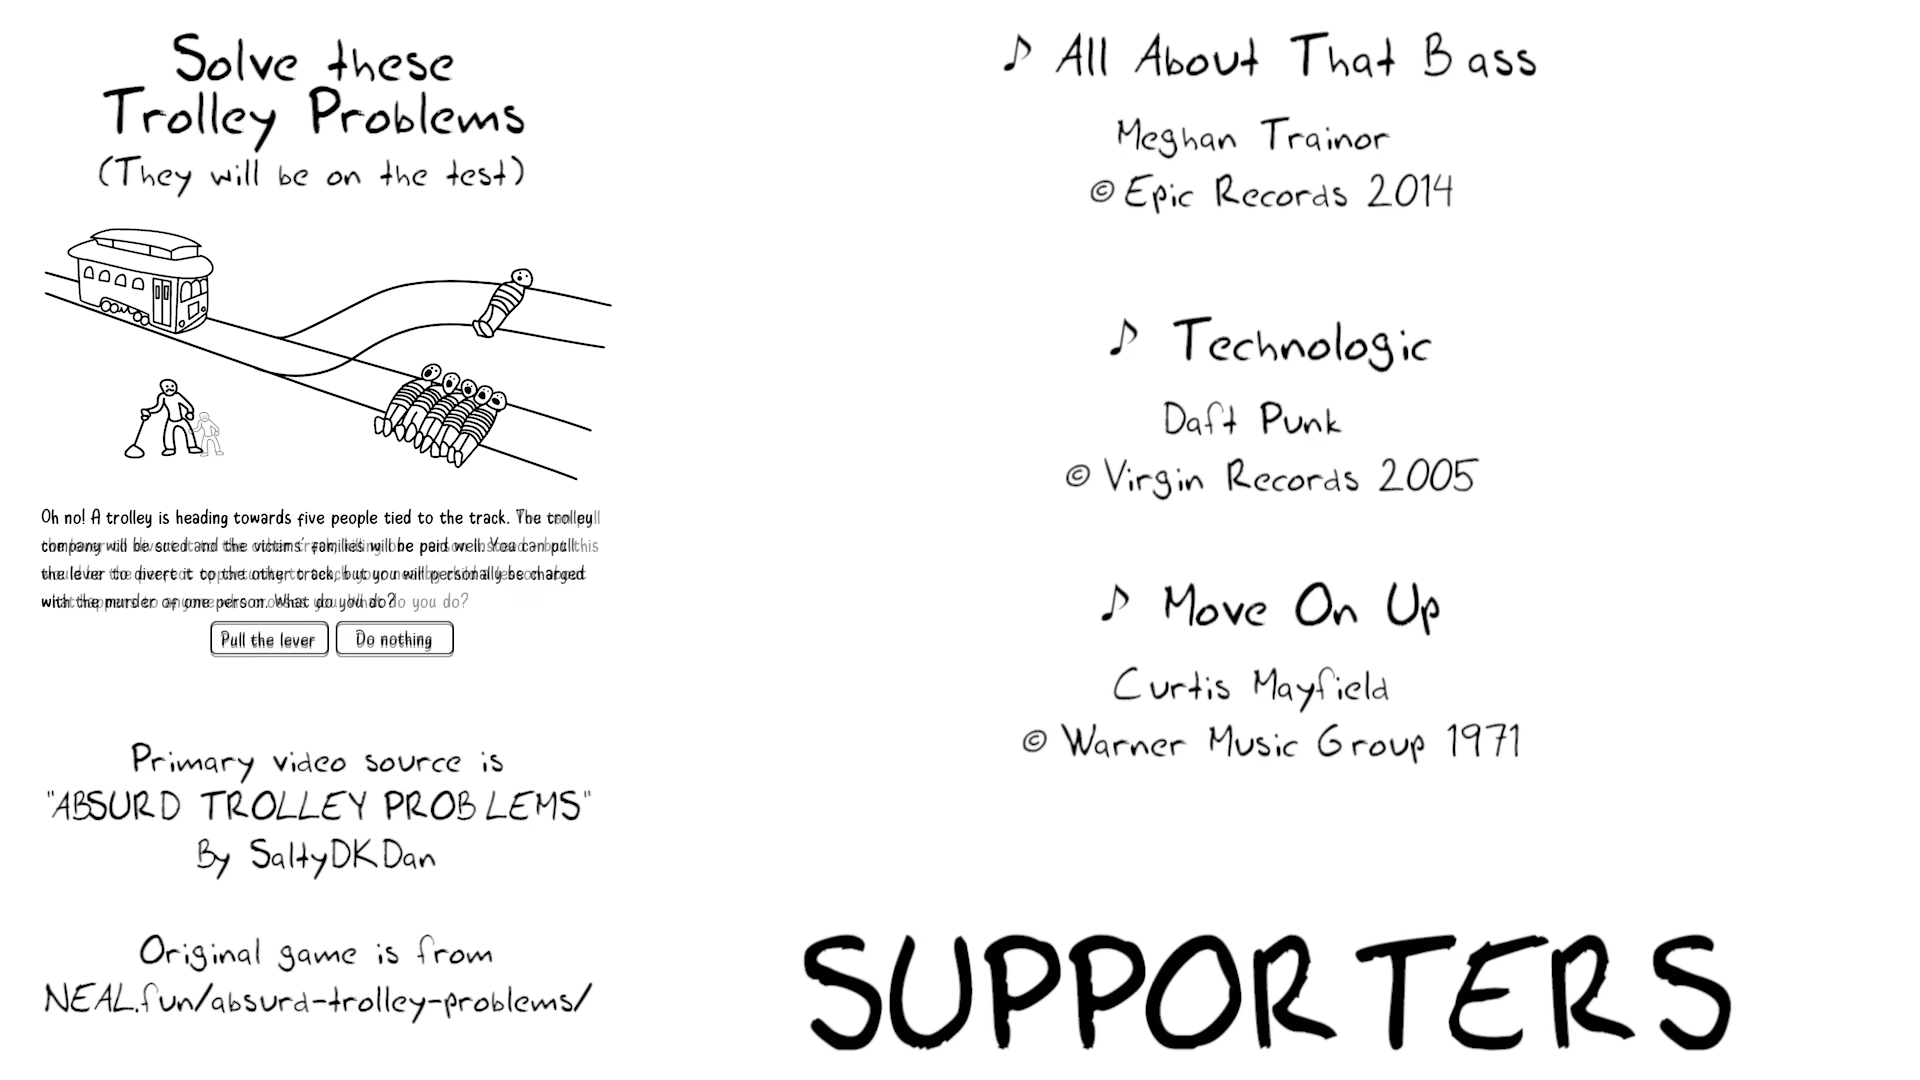 Solve these
Trolley Problems
(They will be on the test)
Oh no! A trolley is heading towards five people tied to the track. The trolley
company will be sued and the victims' families will be paid well. You can pull
the lever to divert it to the other track, but you will personally be charged
with the murder of one person. What do you do?
Pull the lever
Do nothing
Primary video source is
"ABSURD TROLLEY PROBLEMS"
By SaltyDKDan
Original game is from
NEAL.fun/absurd-trolley-problems/
♪ All About That Bass
Meghan Trainor
© Epic Records 2014
♪ Technologic
Daft Punk
© Virgin Records 2005
♪ Move On Up
Curtis Mayfield
© Warner Music Group 1971
SUPPORTERS